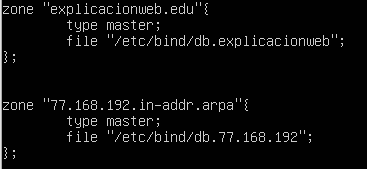 zone "explicacionweb.edu"{
        type master;
        file "/etc/bind/db.explicacionweb";
};
zone "77.168.192.in-addr.arpa"{
        type master;
        file "/etc/bind/db.77.168.192";
};